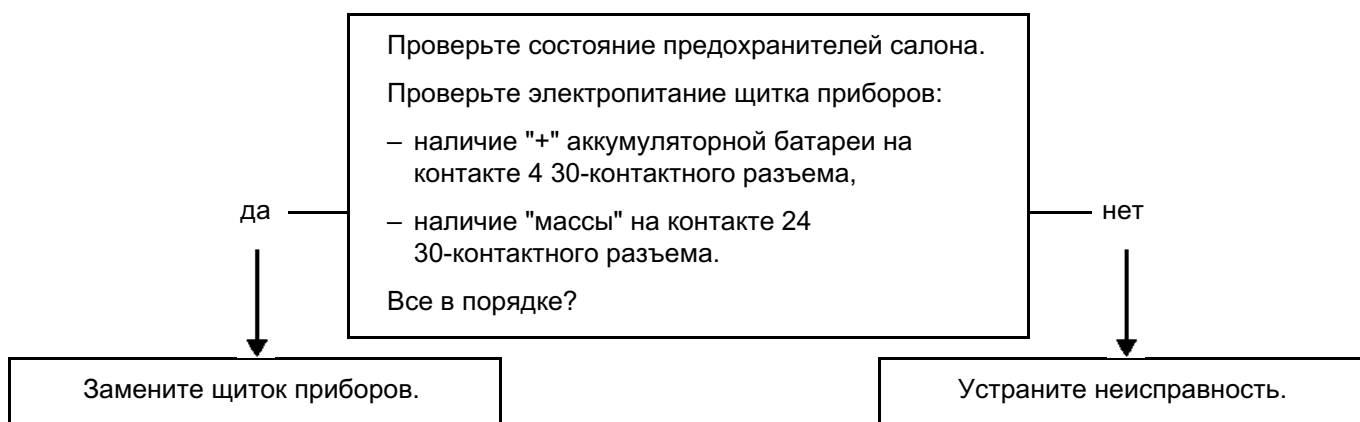 Проверьте состояние предохранителей салона.
Проверьте электропитание щитка приборов:
– наличие "+" аккумуляторной батареи на
контакте 4 30-контактного разъема,
– наличие "массы" на контакте 24
30-контактного разъема.
Все в порядке?
да
нет
Замените щиток приборов.
Устраните неисправность.